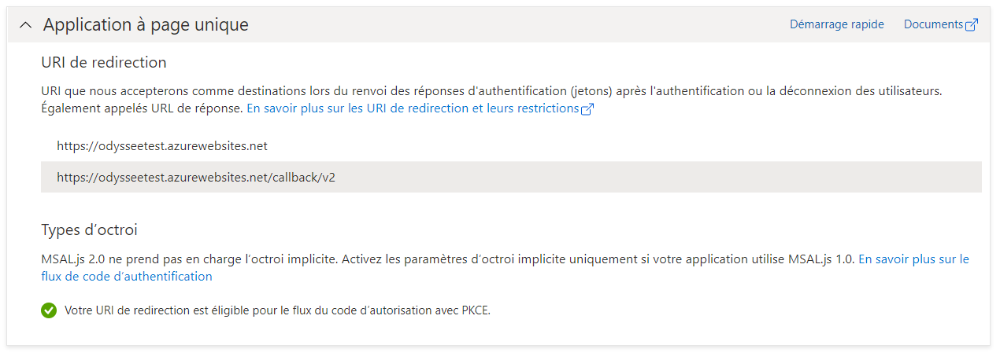 Application à page unique
Démarrage rapide
Documents
URI de redirection
URI que nous accepterons comme destinations lors du renvoi des réponses d'authentification (jetons) après l'authentification ou la déconnexion des utilisateurs.
Également appelés URL de réponse. En savoir plus sur les URI de redirection et leurs restrictions
https://odysseetest.azurewebsites.net
https://odysseetest.azurewebsites.net/callback/v2
Types d’octroi
MSAL.js 2.0 ne prend pas en charge l’octroi implicite. Activez les paramètres d’octroi implicite uniquement si votre application utilise MSAL.js 1.0. En savoir plus sur le
flux de code d’authentification
Votre URI de redirection est éligible pour le flux du code d’autorisation avec PKCE.